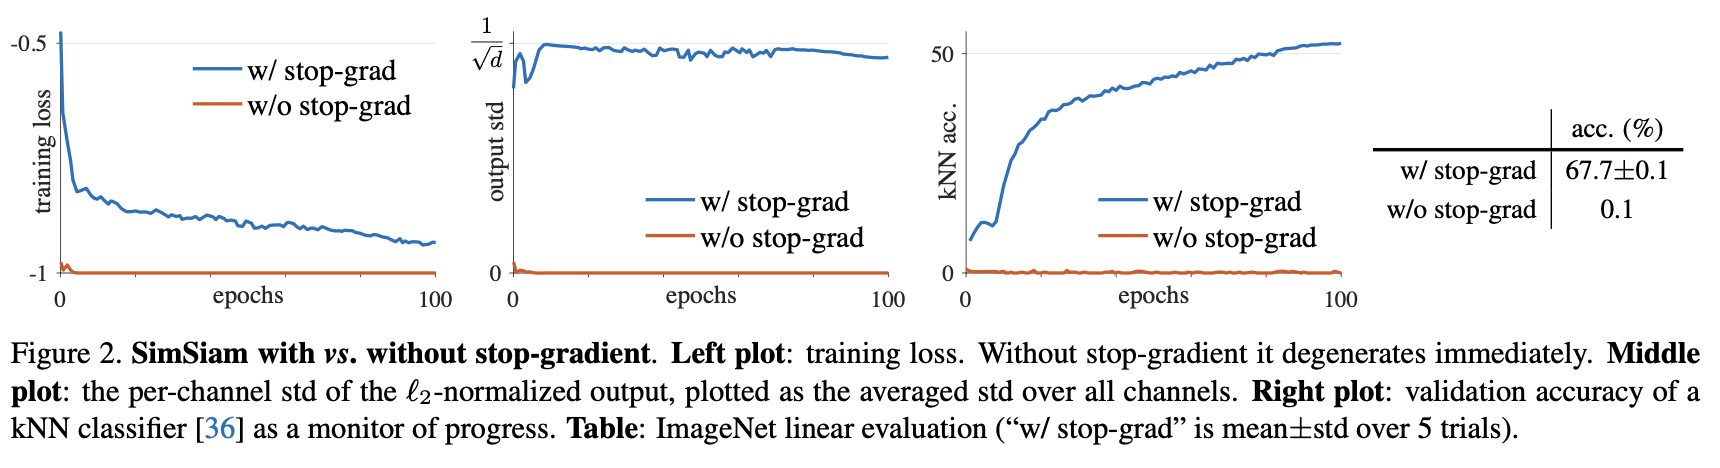 -0.5
training loss
-1
w/ stop-grad
w/o stop-grad
0
epochs
100
1
√d
output std
0
w/ stop-grad
w/o stop-grad
0
epochs
100
50
kNN acc.
0
w/ stop-grad
w/o stop-grad
0
epochs
100
acc. (%)
w/ stop-grad 67.7±0.1
w/o stop-grad 0.1
Figure 2. SimSiam with vs. without stop-gradient. Left plot: training loss. Without stop-gradient it degenerates immediately. Middle
plot: the per-channel std of the ℓ2-normalized output, plotted as the averaged std over all channels. Right plot: validation accuracy of a
kNN classifier [36] as a monitor of progress. Table: ImageNet linear evaluation (“w/ stop-grad” is mean±std over 5 trials).